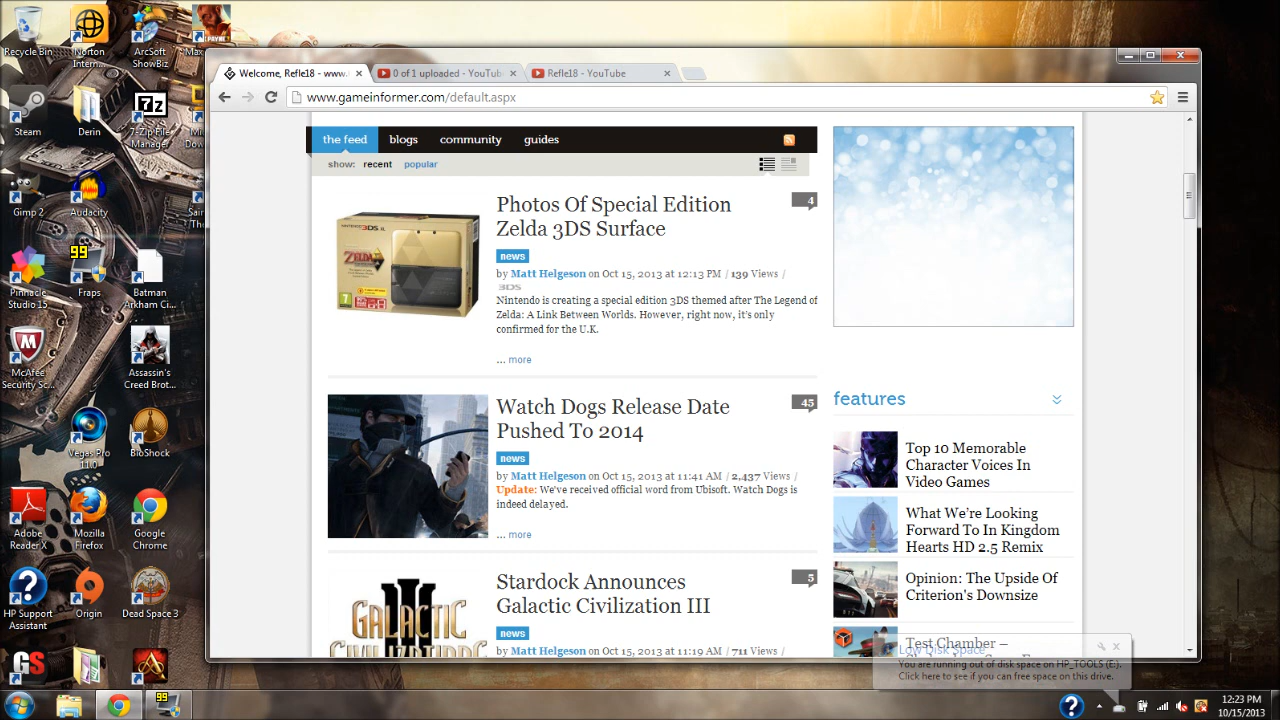 Recycle Bin
Norton
Intern...
ArcSoft
ShowBiz
Steam
Derin
7-Zip File
Manager
Gimp 2
Audacity
Pinnacle
Studio 15
99
Fraps
Batman
Arkham Ci...
McAfee
Security Sc...
Assassin's
Creed Brot...
Vegas Pro
11.0
BioShock
Adobe
Reader X
Mozilla
Firefox
Google
Chrome
HP Support
Assistant
Origin
Dead Space 3
Welcome, Refle18 - www.
0 of 1 uploaded - YouTub
Refle18 - YouTube
www.gameinformer.com/default.aspx
the feed blogs community guides
show: recent popular
Photos Of Special Edition
Zelda 3DS Surface
4
news
by Matt Helgeson on Oct 15, 2013 at 12:13 PM / 139 Views /
3DS
Nintendo is creating a special edition 3DS themed after The Legend of
Zelda: A Link Between Worlds. However, right now, it's only
confirmed for the U.K.
... more
Watch Dogs Release Date
Pushed To 2014
45
news
by Matt Helgeson on Oct 15, 2013 at 11:41 AM / 2,437 Views /
Update: We've received official word from Ubisoft. Watch Dogs is
indeed delayed.
... more
Stardock Announces
Galactic Civilization III
5
news
by Matt Helgeson on Oct 15, 2013 at 11:19 AM / 711 Views /
GALACTIC
features
Top 10 Memorable
Character Voices In
Video Games
What We're Looking
Forward To In Kingdom
Hearts HD 2.5 Remix
Opinion: The Upside Of
Criterion's Downsize
Test Chamber –
Low Disk Space
You are running out of disk space on HP_TOOLS (E:).
Click here to see if you can free space on this drive.
GS
99
12:23 PM
10/15/2013